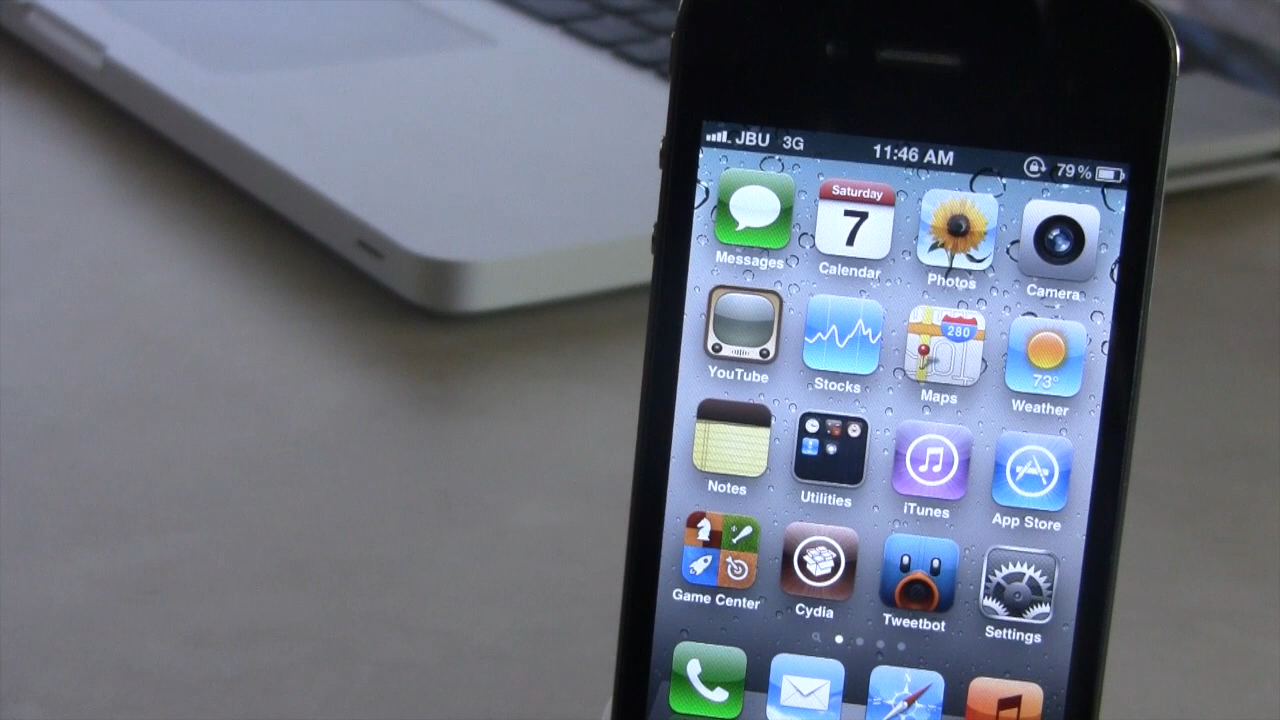 JBU 3G 11:46 AM 79%
Saturday
7
Messages Calendar Photos Camera
280
73°
YouTube Stocks Maps Weather
Notes Utilities iTunes App Store
Game Center Cydia Tweetbot Settings